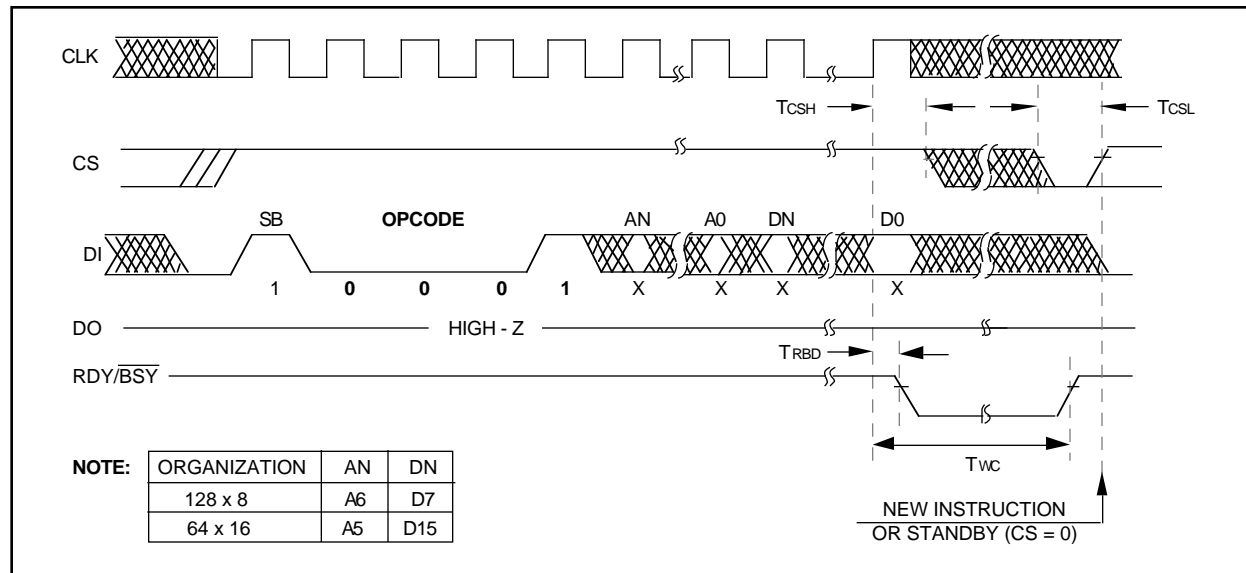 CLK
TCSH
TCSL
CS
SB OPCODE AN A0 DN D0
DI
1 0 0 0 1 X X X X
DO HIGH - Z
TRBD
RDY/BSY
TWC
NOTE: ORGANIZATION AN DN
128 x 8 A6 D7
64 x 16 A5 D15
NEW INSTRUCTION
OR STANDBY (CS = 0)